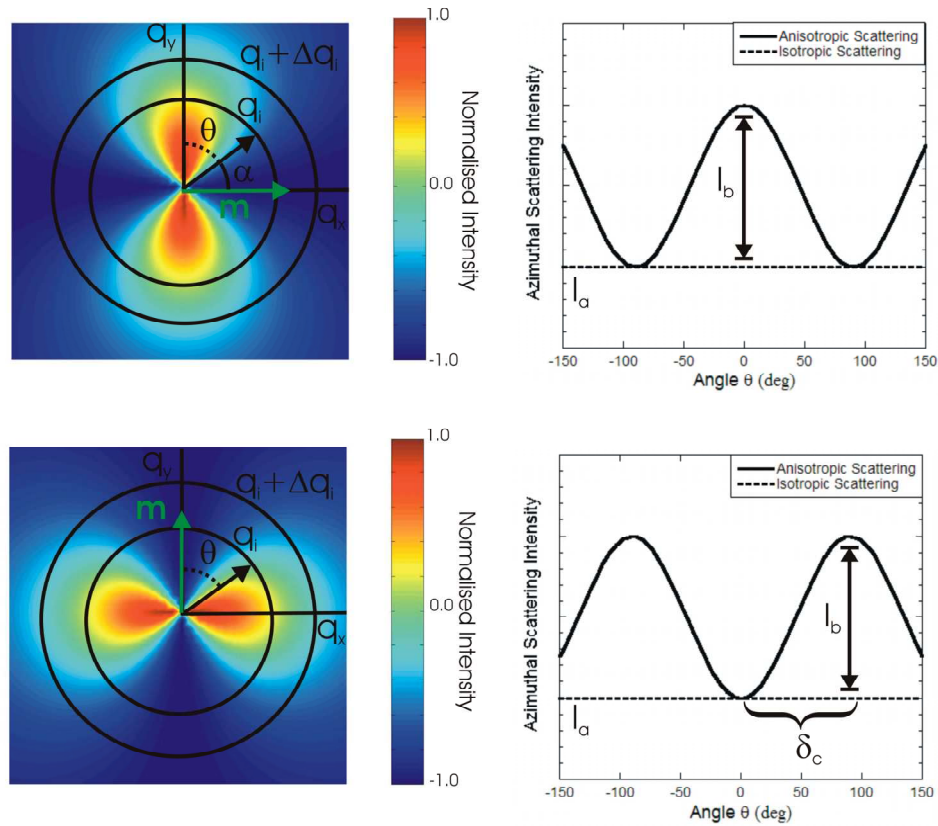 q_y
q_i+Δq_i
q_i
θ
α
m
q_x
1.0
0.0
-1.0
Normalised Intensity
Anisotropic Scattering
Isotropic Scattering
Azimuthal Scattering Intensity
I_b
I_a
-150 -100 -50 0 50 100 150
Angle θ (deg)
q_y
q_i+Δq_i
m
q_i
θ
q_x
1.0
0.0
-1.0
Normalised Intensity
Anisotropic Scattering
Isotropic Scattering
Azimuthal Scattering Intensity
I_b
I_a
δ_c
-150 -100 -50 0 50 100 150
Angle θ (deg)